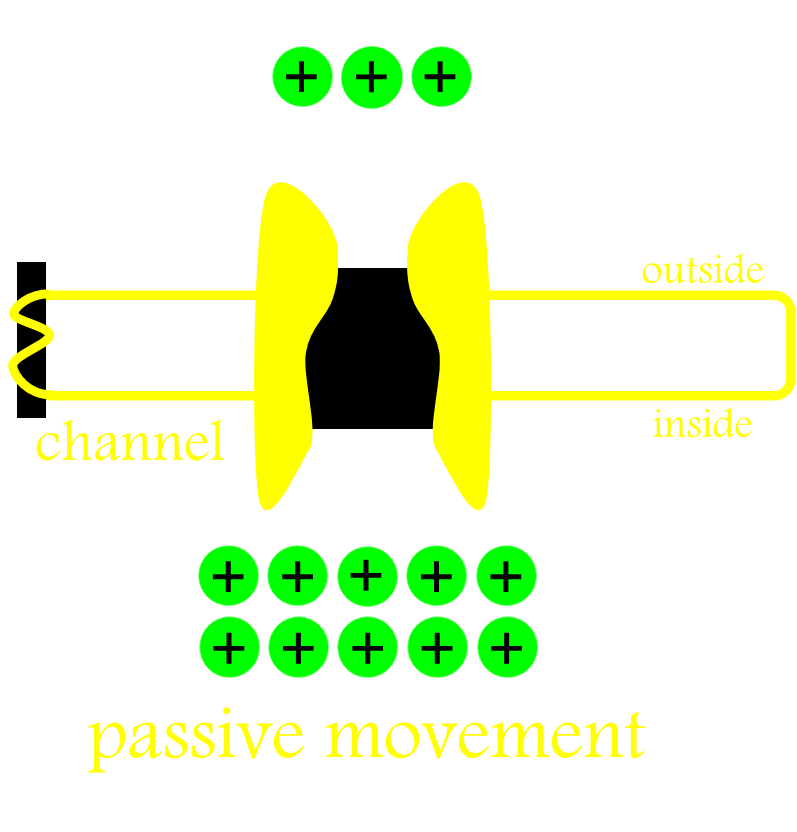 + + +
outside
inside
channel
+ + + + +
+ + + + +
passive movement